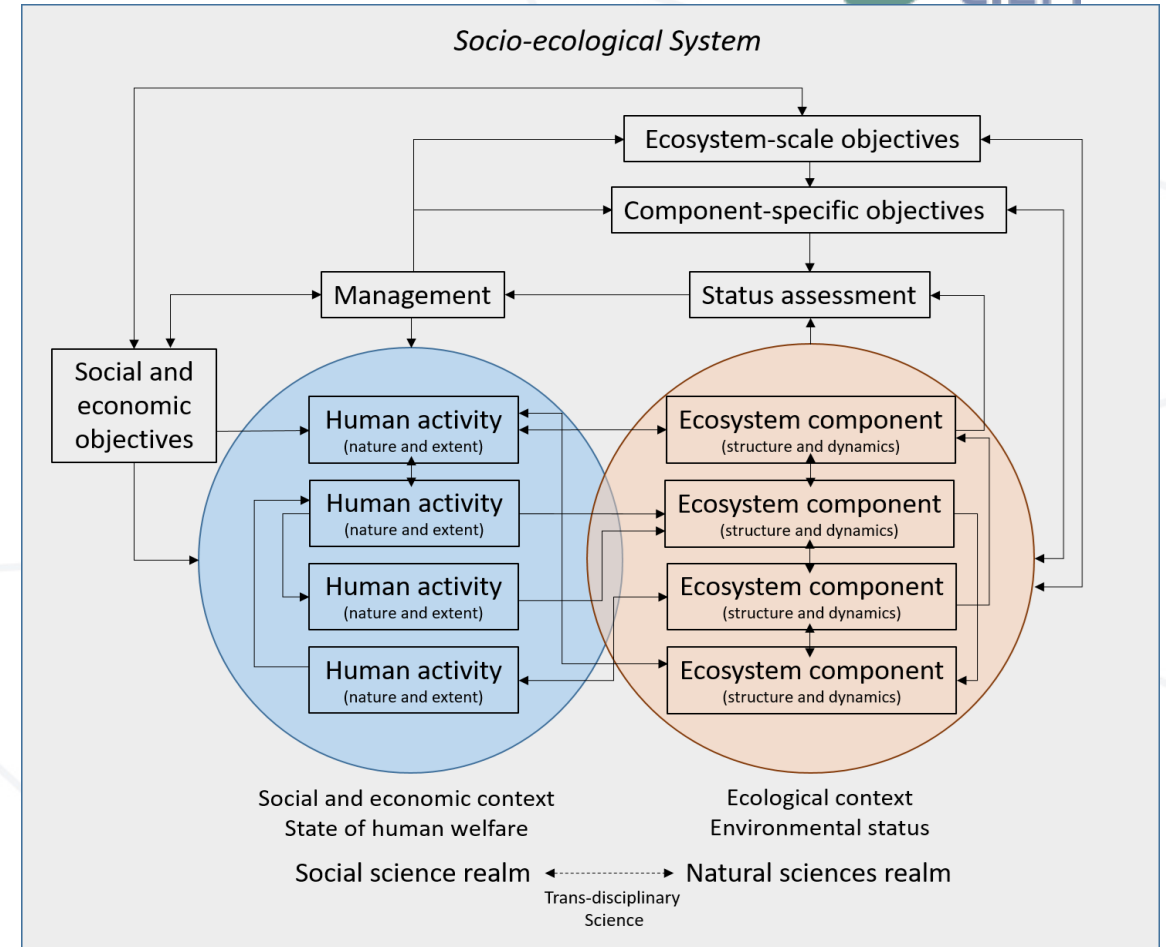 Socio-ecological System
Ecosystem-scale objectives
Component-specific objectives
Management
Status assessment
Social and
economic
objectives
Human activity
(nature and extent)
Human activity
(nature and extent)
Human activity
(nature and extent)
Human activity
(nature and extent)
Ecosystem component
(structure and dynamics)
Ecosystem component
(structure and dynamics)
Ecosystem component
(structure and dynamics)
Ecosystem component
(structure and dynamics)
Social and economic context
State of human welfare
Ecological context
Environmental status
Social science realm
Natural sciences realm
Trans-disciplinary
Science